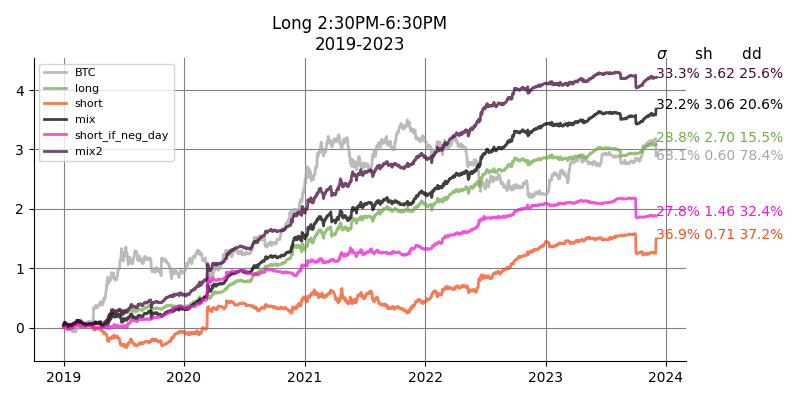 Long 2:30PM-6:30PM
2019-2023
σ sh dd
33.3% 3.62 25.6%
32.2% 3.06 20.6%
28.8% 2.70 15.5%
68.1% 0.60 78.4%
27.8% 1.46 32.4%
36.9% 0.71 37.2%
BTC
long
short
mix
short_if_neg_day
mix2
4
3
2
1
0
2019 2020 2021 2022 2023 2024